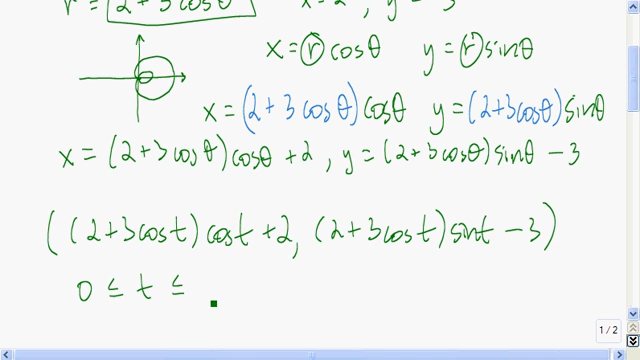 r = 2 + 3 cos θ x = 2, y = -3
x = r cos θ y = r sin θ
x = (2 + 3 cos θ) cos θ y = (2 + 3 cos θ) sin θ
x = (2 + 3 cos θ) cos θ + 2, y = (2 + 3 cos θ) sin θ - 3
((2 + 3 cos t) cos t + 2, (2 + 3 cos t) sin t - 3)
0 ≤ t ≤
1 / 2